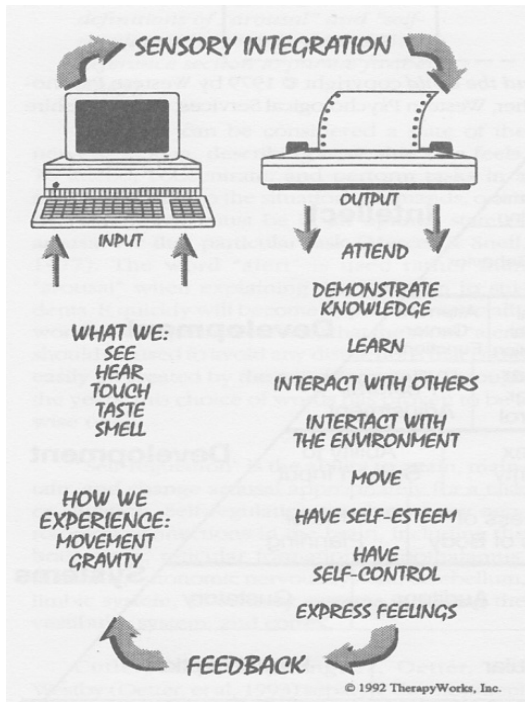 SENSORY INTEGRATION
INPUT
WHAT WE:
SEE
HEAR
TOUCH
TASTE
SMELL
HOW WE
EXPERIENCE:
MOVEMENT
GRAVITY
OUTPUT
ATTEND
DEMONSTRATE
KNOWLEDGE
LEARN
INTERACT WITH OTHERS
INTERTACT WITH
THE ENVIRONMENT
MOVE
HAVE SELF-ESTEEM
HAVE
SELF-CONTROL
EXPRESS FEELINGS
FEEDBACK
© 1992 TherapyWorks, Inc.